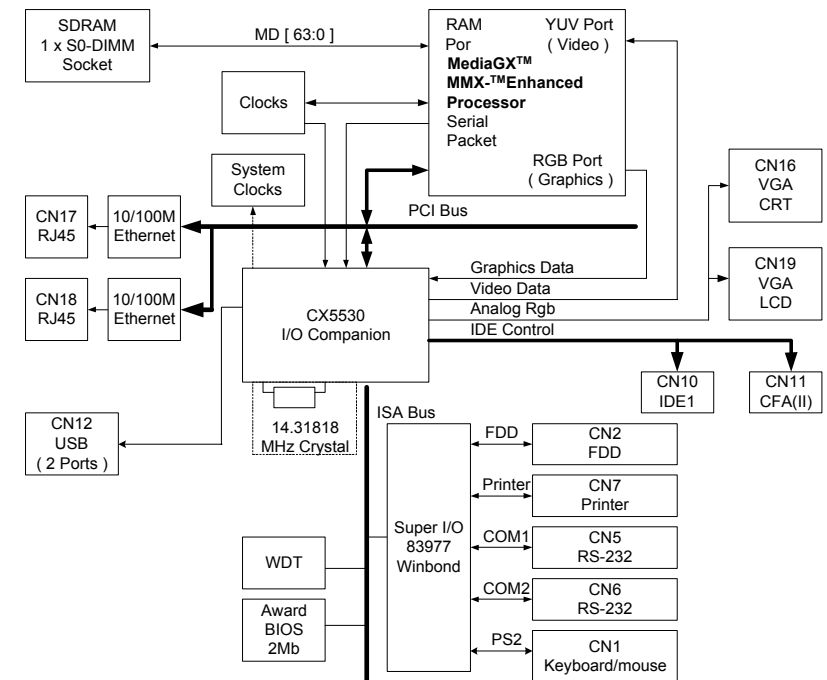 SDRAM
1 x S0-DIMM
Socket
MD [ 63:0 ]
RAM
Por
MediaGX™
MMX-™Enhanced
Processor
Serial
Packet
YUV Port
( Video )
RGB Port
( Graphics )
Clocks
System
Clocks
CN16
VGA
CRT
CN17
RJ45
10/100M
Ethernet
PCI Bus
CN19
VGA
LCD
CN18
RJ45
10/100M
Ethernet
CX5530
I/O Companion
Graphics Data
Video Data
Analog Rgb
IDE Control
CN10
IDE1
CN11
CFA(II)
14.31818
MHz Crystal
ISA Bus
CN12
USB
( 2 Ports )
FDD
CN2
FDD
Printer
CN7
Printer
Super I/O
83977
Winbond
COM1
CN5
RS-232
WDT
COM2
CN6
RS-232
Award
BIOS
2Mb
PS2
CN1
Keyboard/mouse